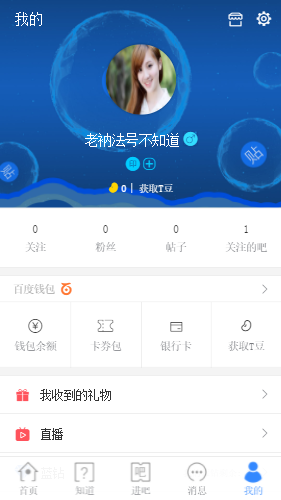 我的
老衲法号不知道
0 | 获取T豆
贴
0 0 0 1
关注 粉丝 帖子 关注的吧
百度钱包
钱包余额 卡券包 银行卡 获取T豆
我收到的礼物
直播
首页 知道 进吧 消息 我的